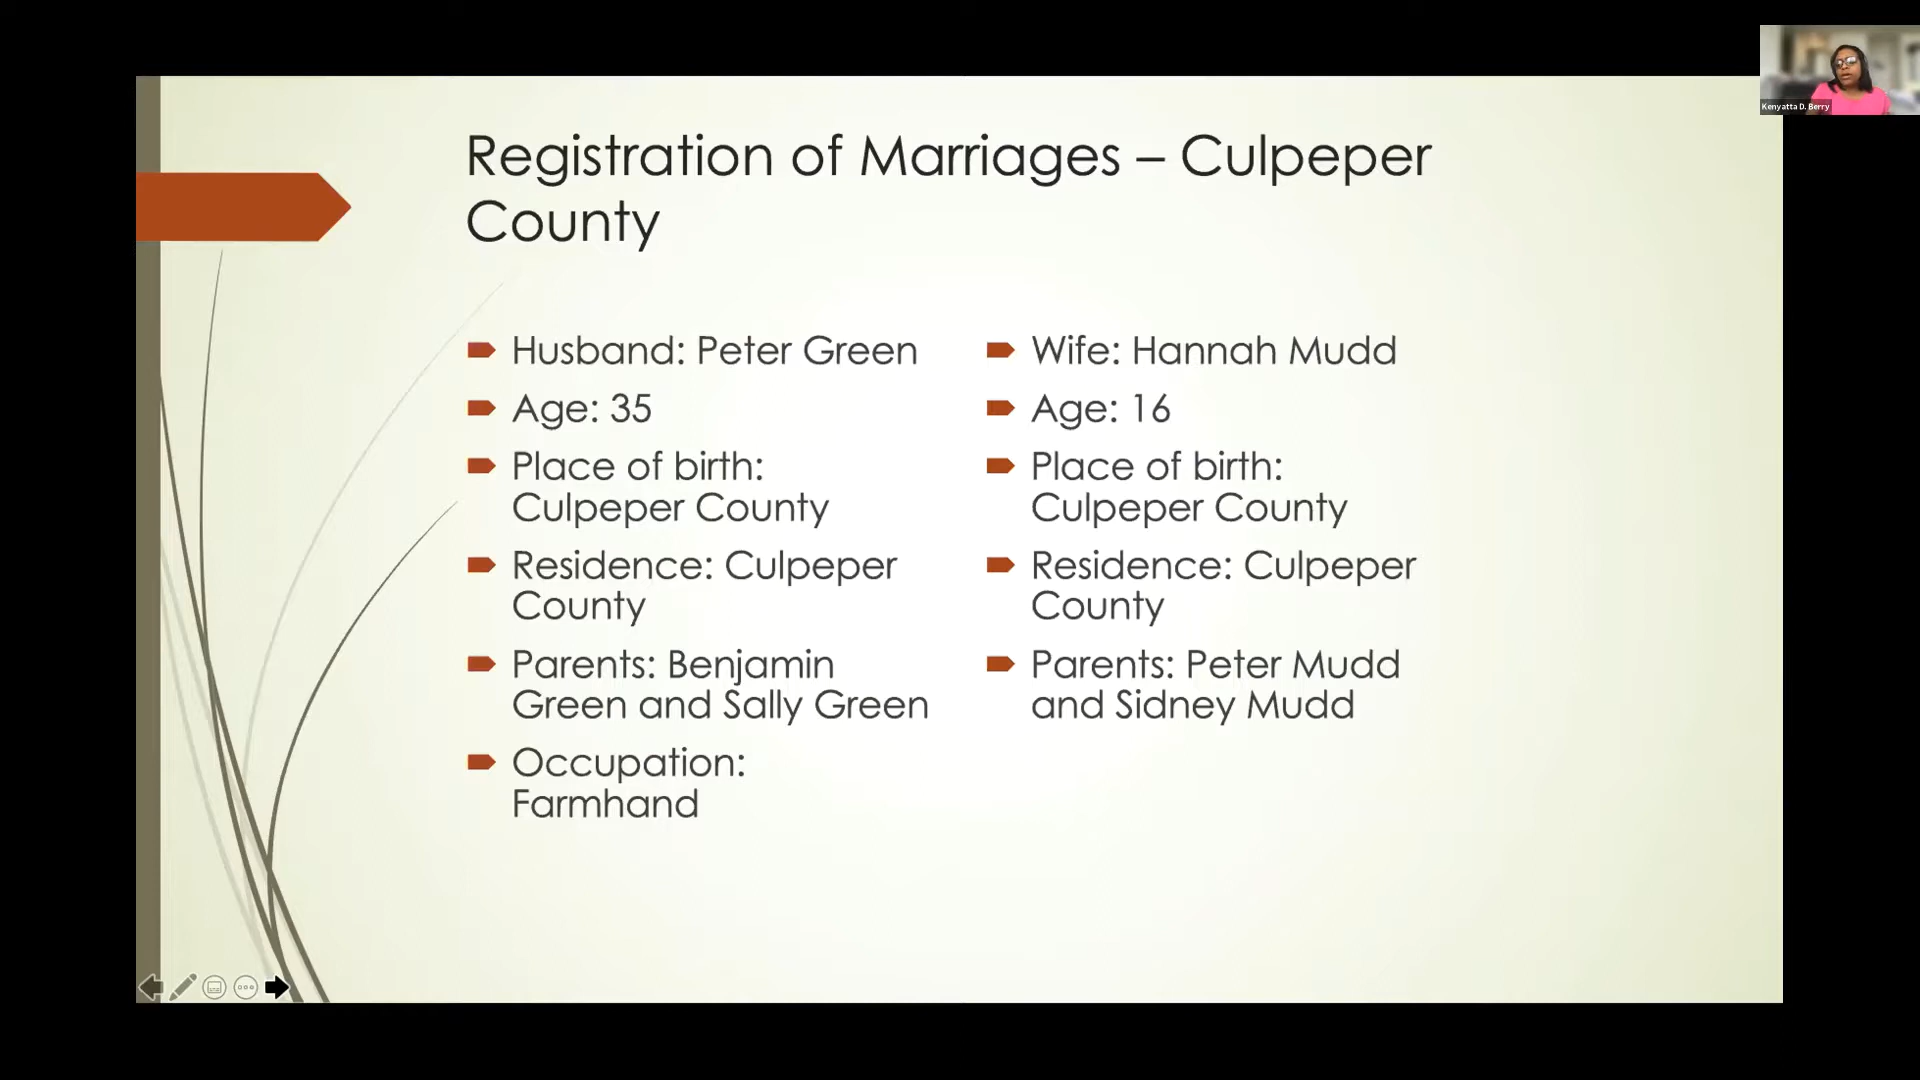 Kenyatta D. Berry
Registration of Marriages – Culpeper
County
Husband: Peter Green
Age: 35
Place of birth:
Culpeper County
Residence: Culpeper
County
Parents: Benjamin
Green and Sally Green
Occupation:
Farmhand
Wife: Hannah Mudd
Age: 16
Place of birth:
Culpeper County
Residence: Culpeper
County
Parents: Peter Mudd
and Sidney Mudd